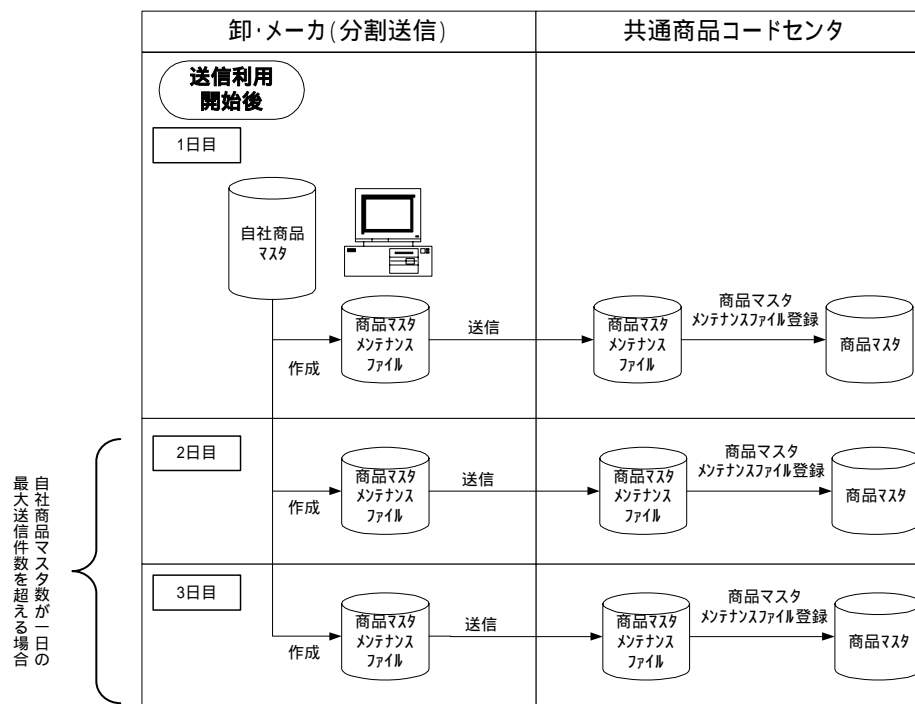 卸・メーカ(分割送信)
共通商品コードセンタ
送信利用
開始後
1日目
自社商品
ﾏｽﾀ
商品ﾏｽﾀ
ﾒﾝﾃﾅﾝｽ
ﾌｧｲﾙ
作成
送信
商品ﾏｽﾀ
ﾒﾝﾃﾅﾝｽ
ﾌｧｲﾙ
商品ﾏｽﾀ
ﾒﾝﾃﾅﾝｽﾌｧｲﾙ登録
商品ﾏｽﾀ
自社商品マスタ数が一日の
最大送信件数を超える場合
2日目
商品ﾏｽﾀ
ﾒﾝﾃﾅﾝｽ
ﾌｧｲﾙ
作成
送信
商品ﾏｽﾀ
ﾒﾝﾃﾅﾝｽ
ﾌｧｲﾙ
商品ﾏｽﾀ
ﾒﾝﾃﾅﾝｽﾌｧｲﾙ登録
商品ﾏｽﾀ
3日目
商品ﾏｽﾀ
ﾒﾝﾃﾅﾝｽ
ﾌｧｲﾙ
作成
送信
商品ﾏｽﾀ
ﾒﾝﾃﾅﾝｽ
ﾌｧｲﾙ
商品ﾏｽﾀ
ﾒﾝﾃﾅﾝｽﾌｧｲﾙ登録
商品ﾏｽﾀ